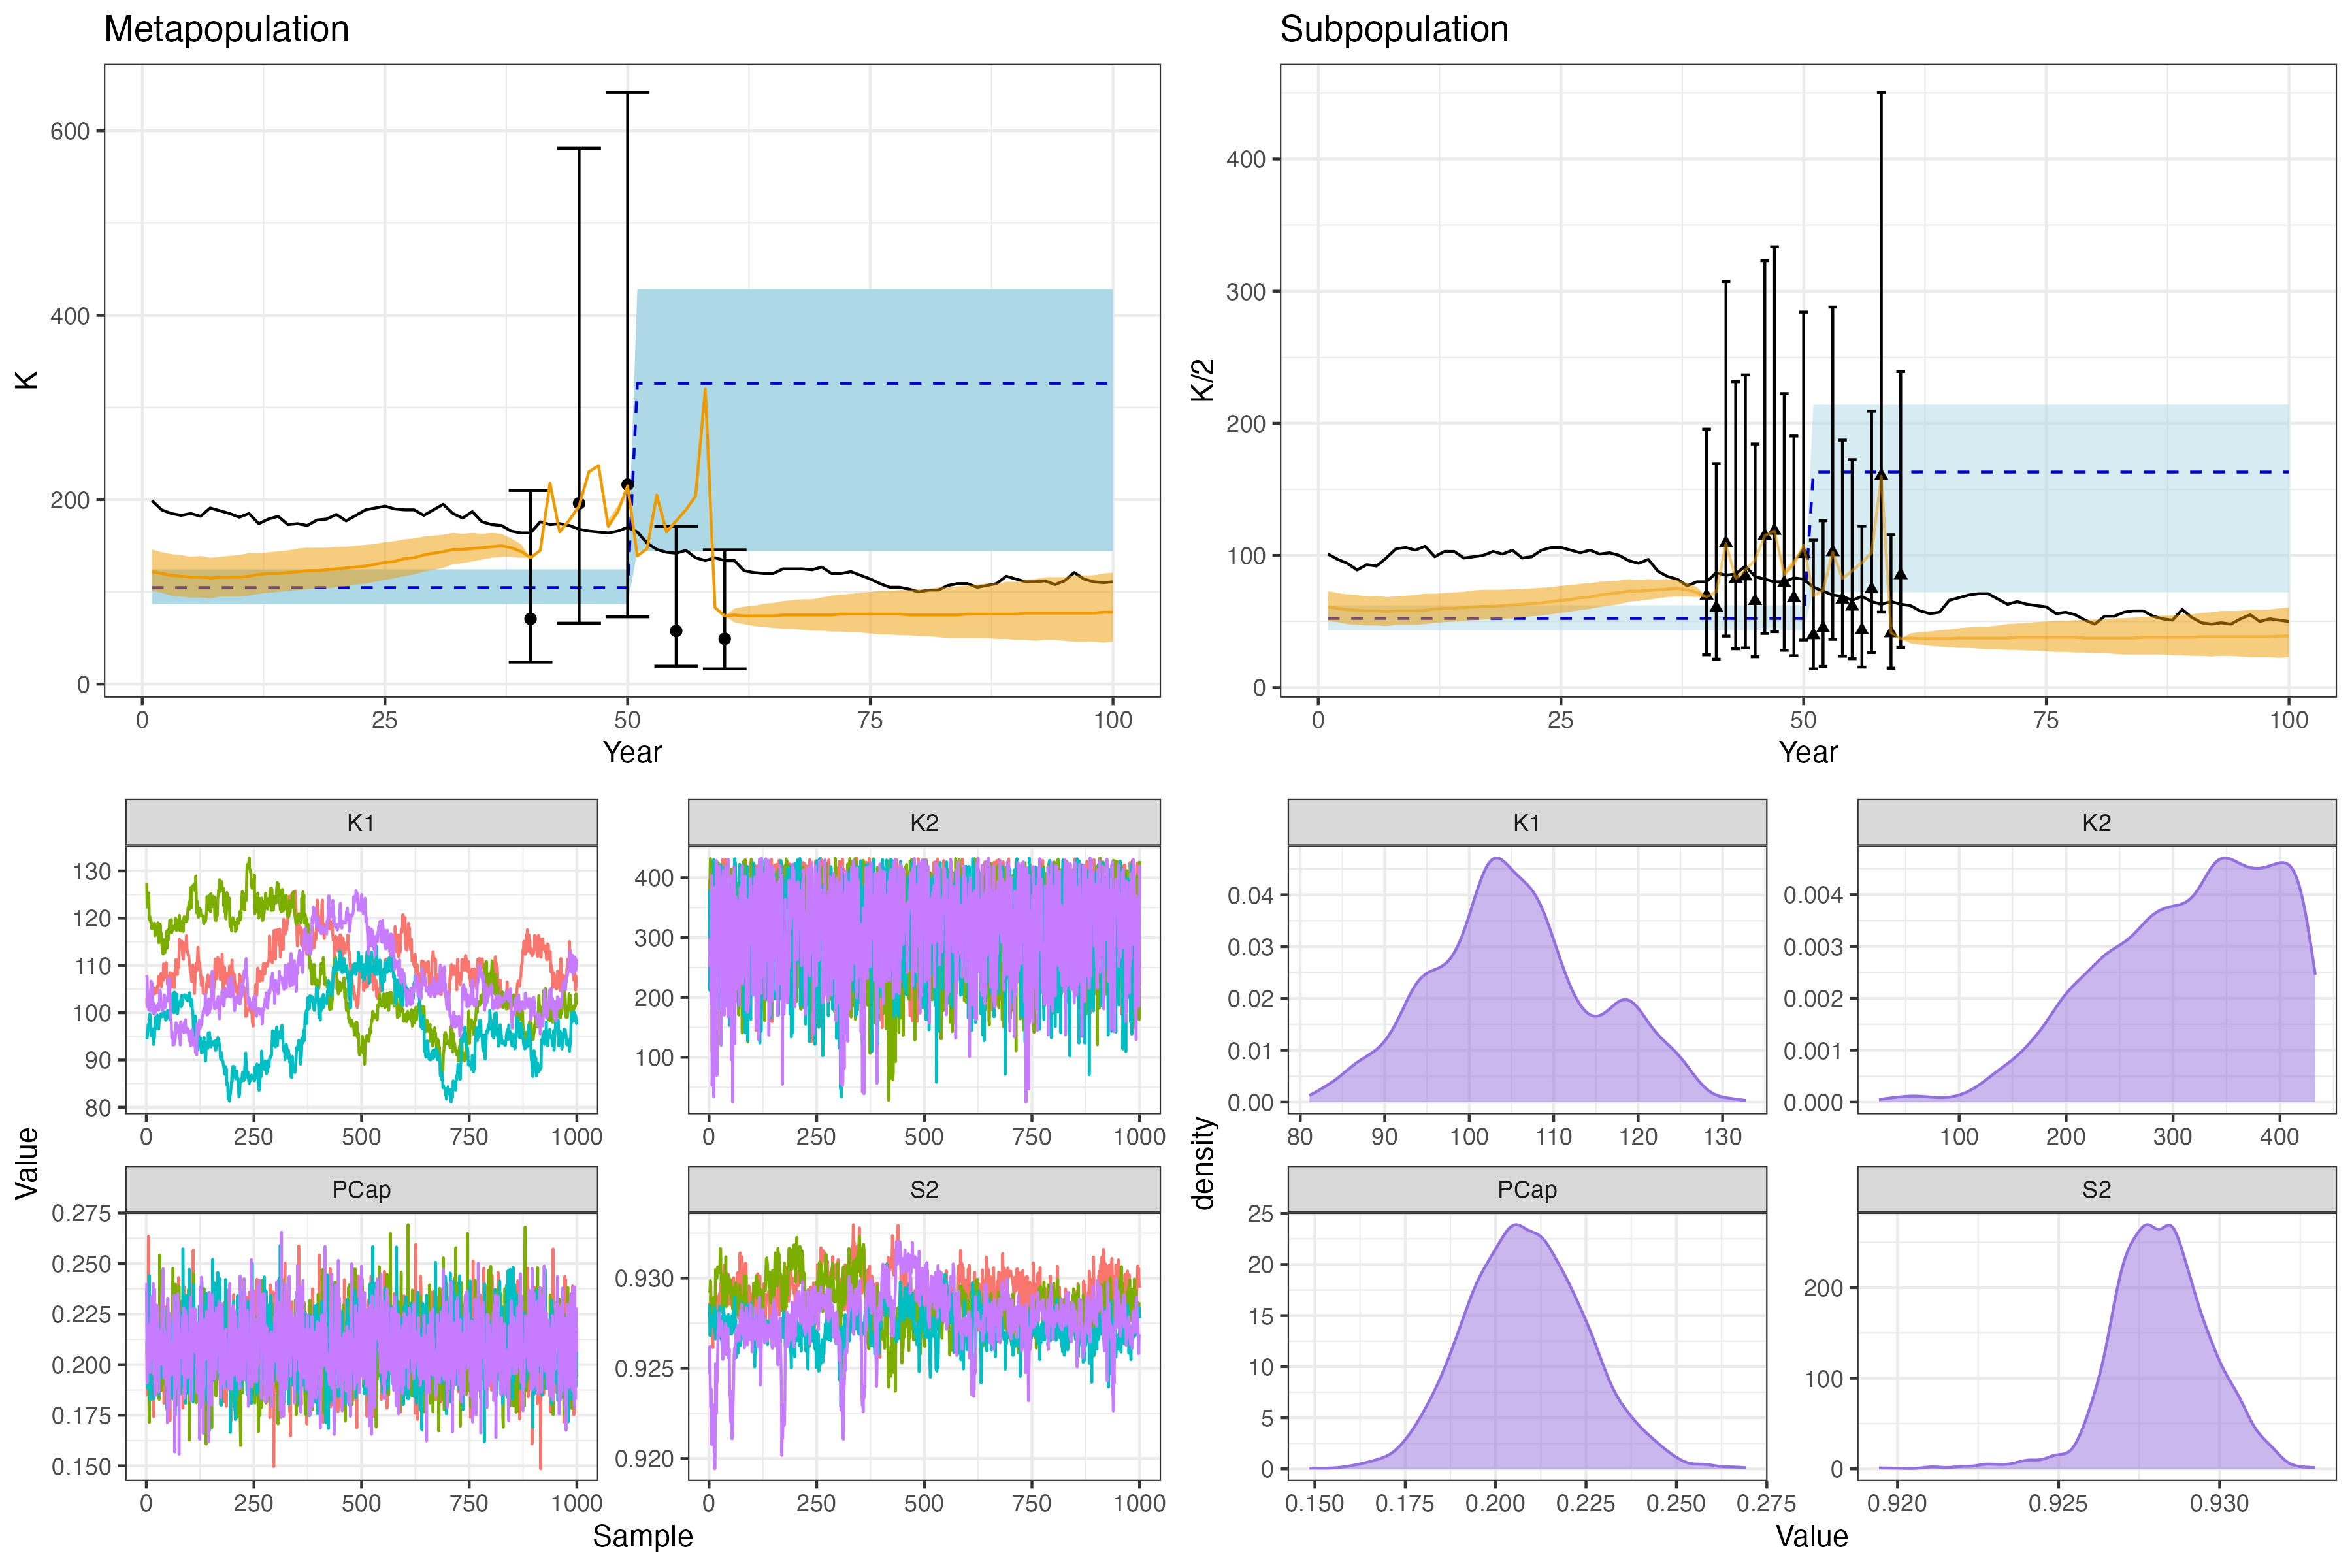 Metapopulation
K
600
400
200
0
0 25 50 75 100
Year
Subpopulation
K/2
400
300
200
100
0
0 25 50 75 100
Year
Value
K1
130
120
110
100
90
80
0 250 500 750 1000
K2
400
300
200
100
0 250 500 750 1000
PCap
0.275
0.250
0.225
0.200
0.175
0.150
0 250 500 750 1000
S2
0.930
0.925
0.920
0 250 500 750 1000
Sample
density
K1
0.04
0.03
0.02
0.01
0.00
80 90 100 110 120 130
K2
0.004
0.003
0.002
0.001
0.000
100 200 300 400
PCap
25
20
15
10
5
0
0.150 0.175 0.200 0.225 0.250 0.275
S2
200
100
0
0.920 0.925 0.930
Value